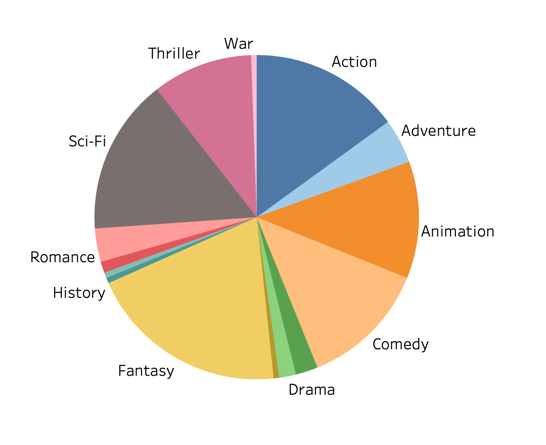 War
Action
Thriller
Adventure
Sci-Fi
Animation
Romance
History
Comedy
Fantasy
Drama